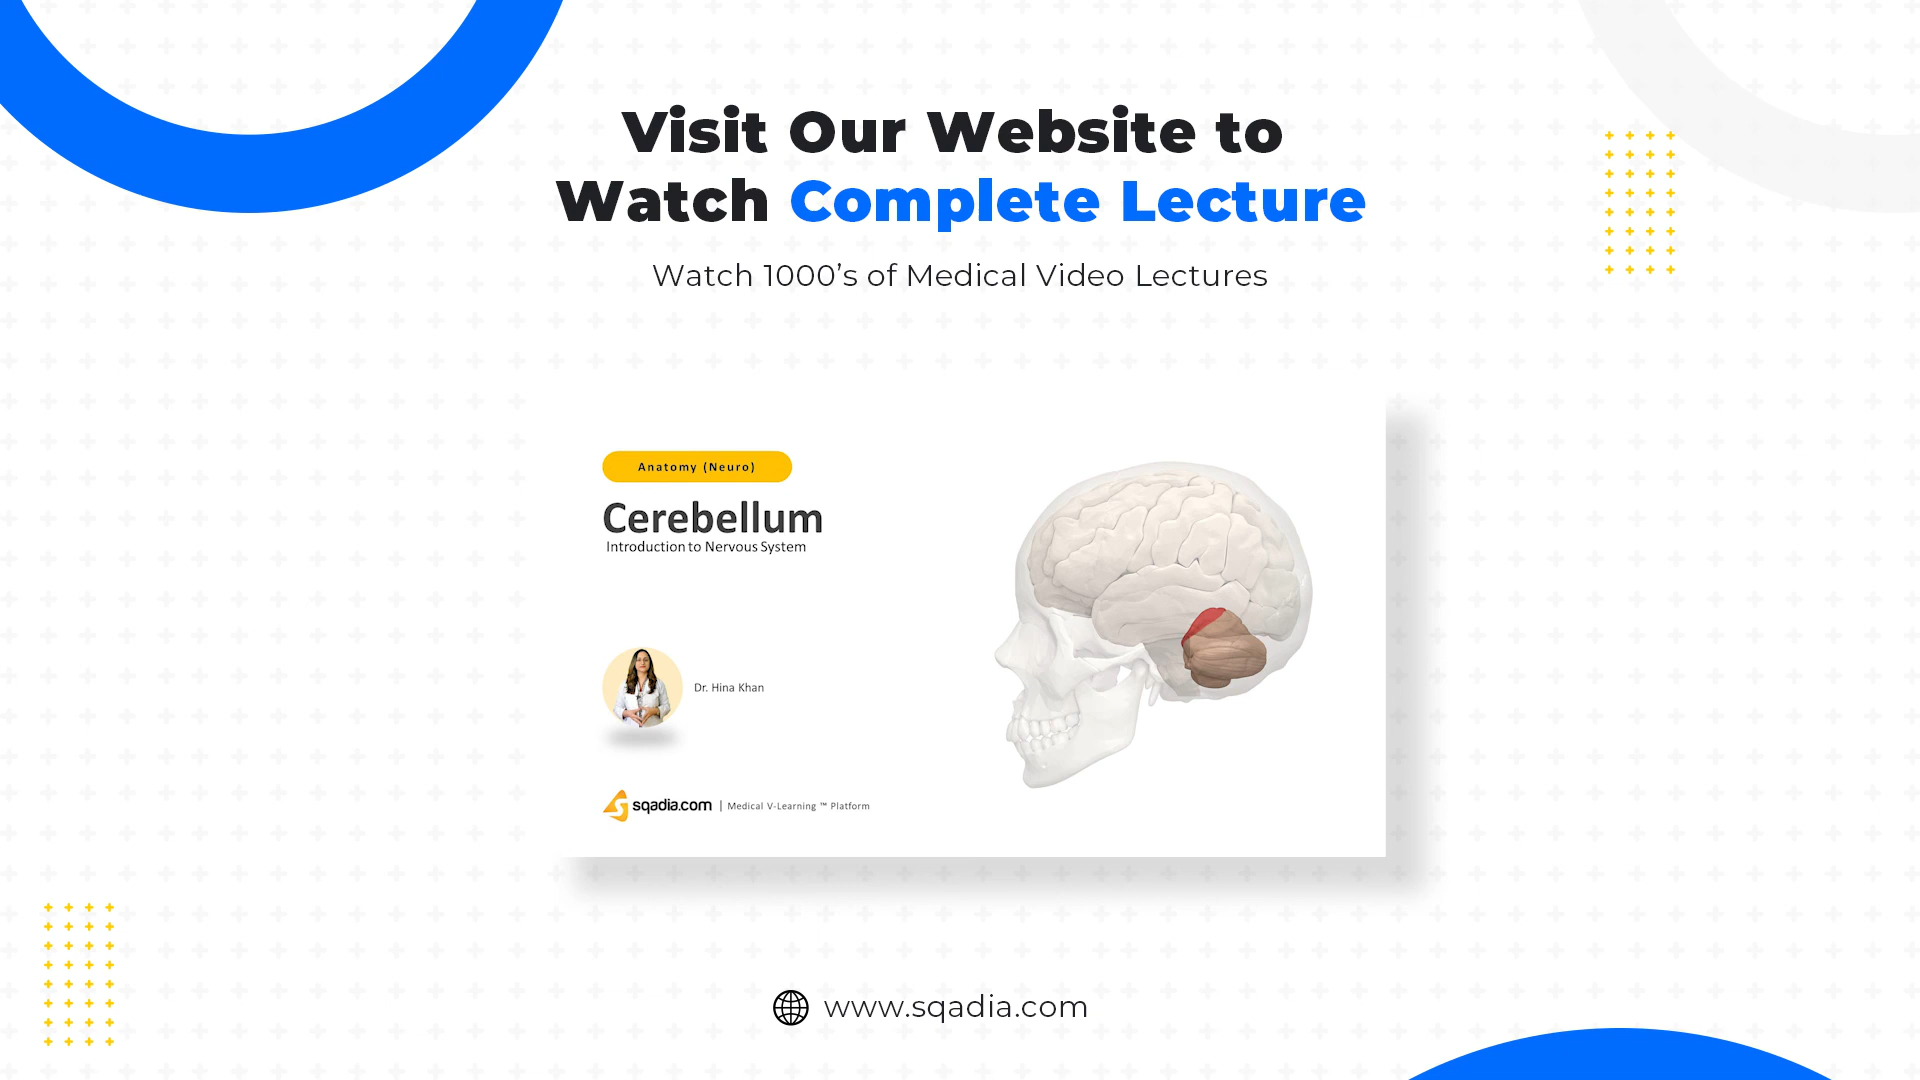 Visit Our Website to
Watch Complete Lecture
Watch 1000’s of Medical Video Lectures
Anatomy (Neuro)
Cerebellum
Introduction to Nervous System
Dr. Hina Khan
sqadia.com | Medical V-Learning ™ Platform
www.sqadia.com